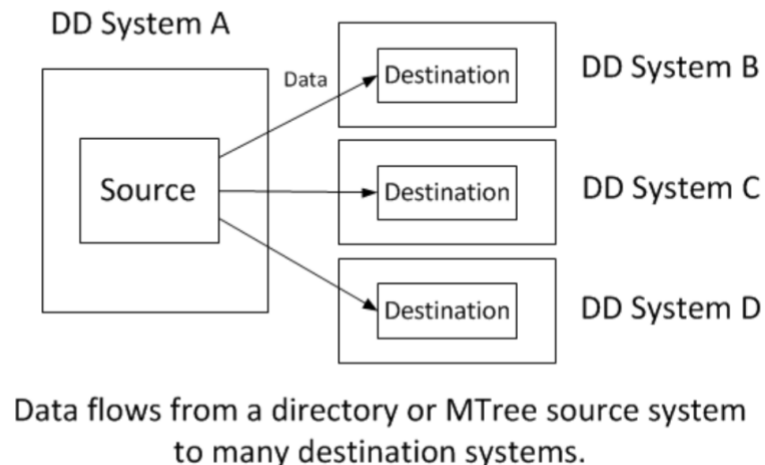 DD System A
Data
Source
Destination
DD System B
Destination
DD System C
Destination
DD System D
Data flows from a directory or MTree source system
to many destination systems.